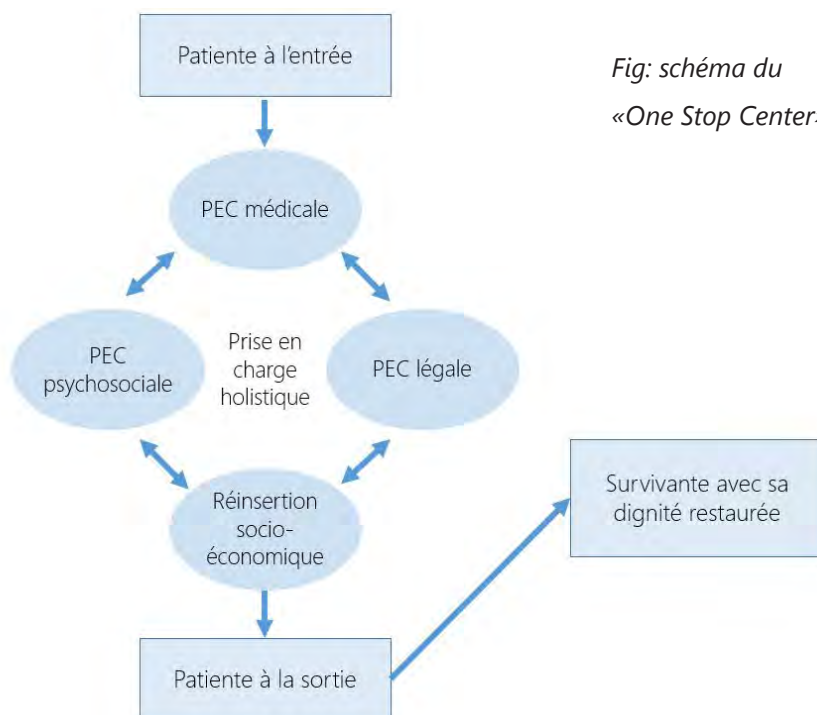 Patiente à l'entrée
Fig: schéma du
«One Stop Center»
PEC médicale
PEC
psychosociale
Prise en
charge
holistique
PEC légale
Réinsertion
socio-
économique
Survivante avec sa
dignité restaurée
Patiente à la sortie